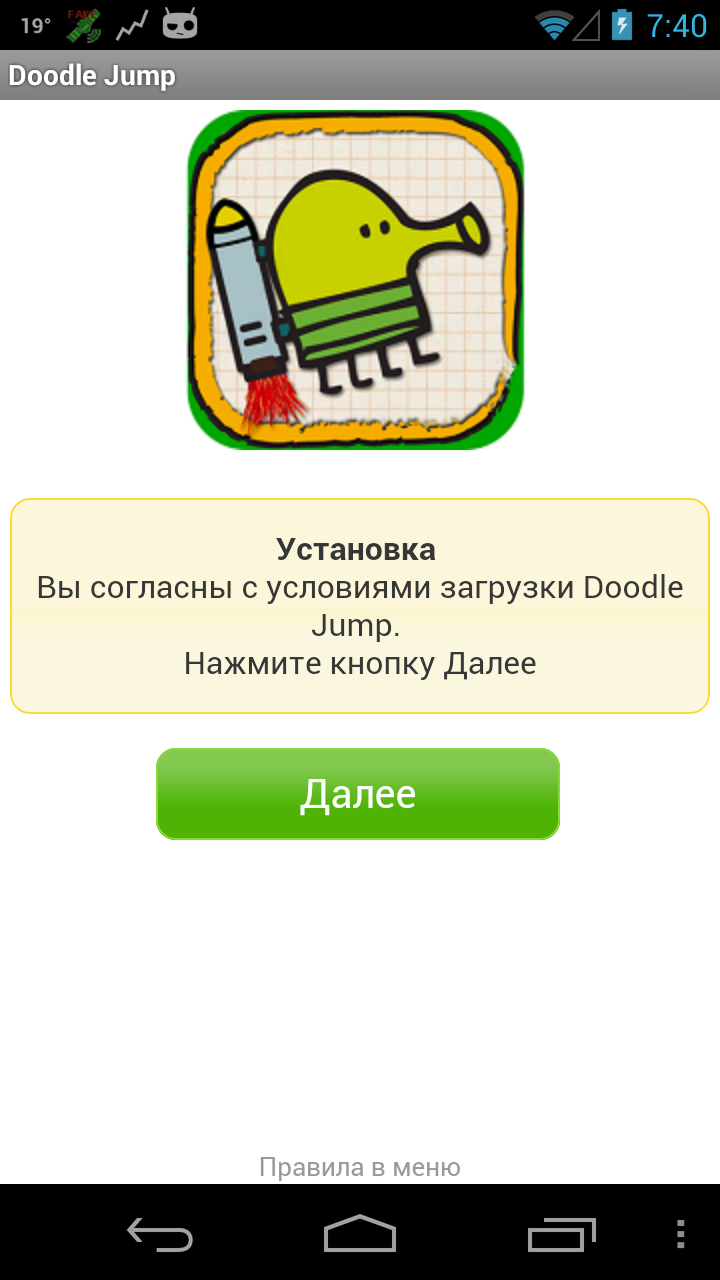 19° FAKE 7:40
Doodle Jump
Установка
Вы согласны с условиями загрузки Doodle
Jump.
Нажмите кнопку Далее
Далее
Правила в меню